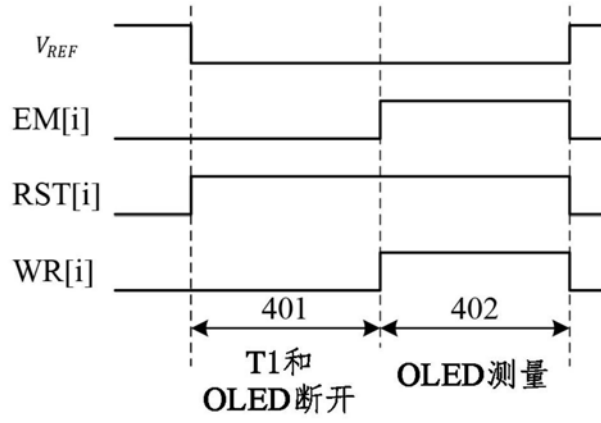 V_REF
EM[i]
RST[i]
WR[i]
401
402
T1和
OLED断开
OLED测量